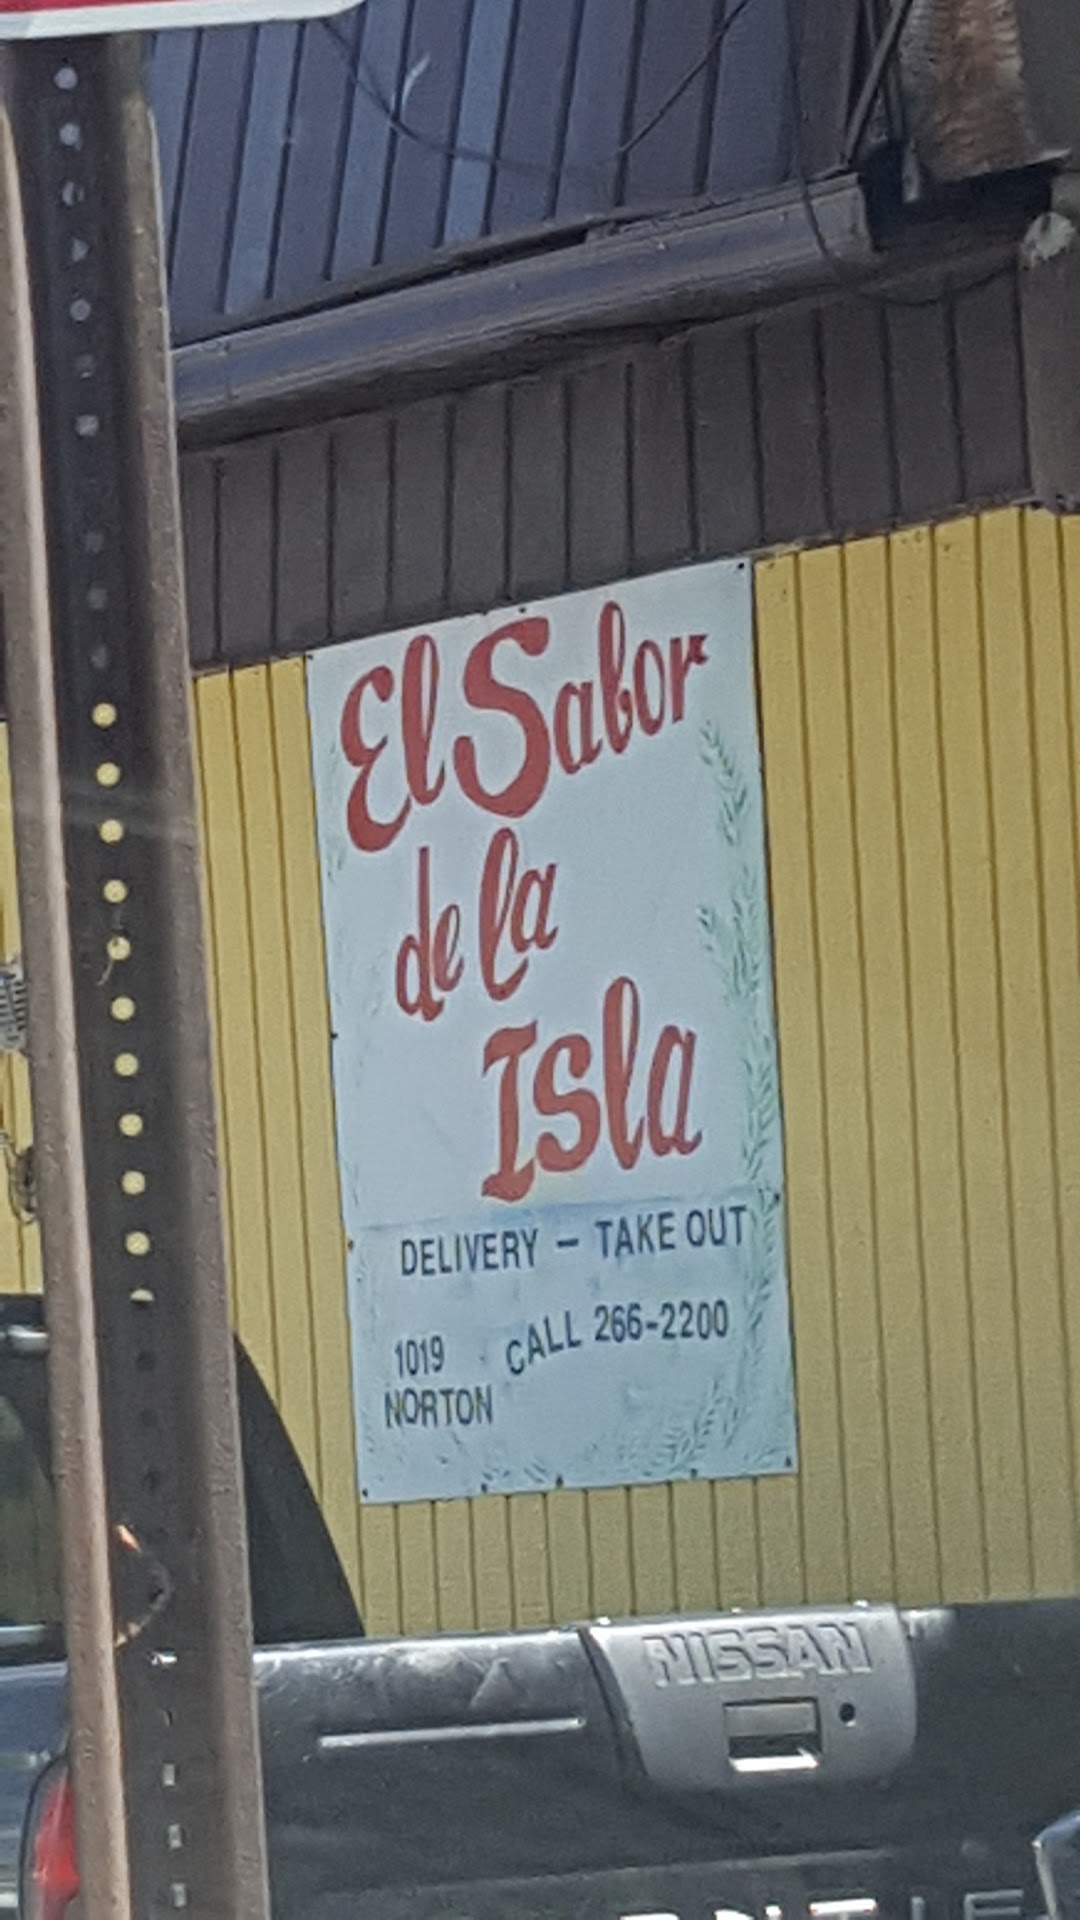 El Sabor
de la
Isla
DELIVERY – TAKE OUT
1019 CALL 266-2200
NORTON
NISSAN